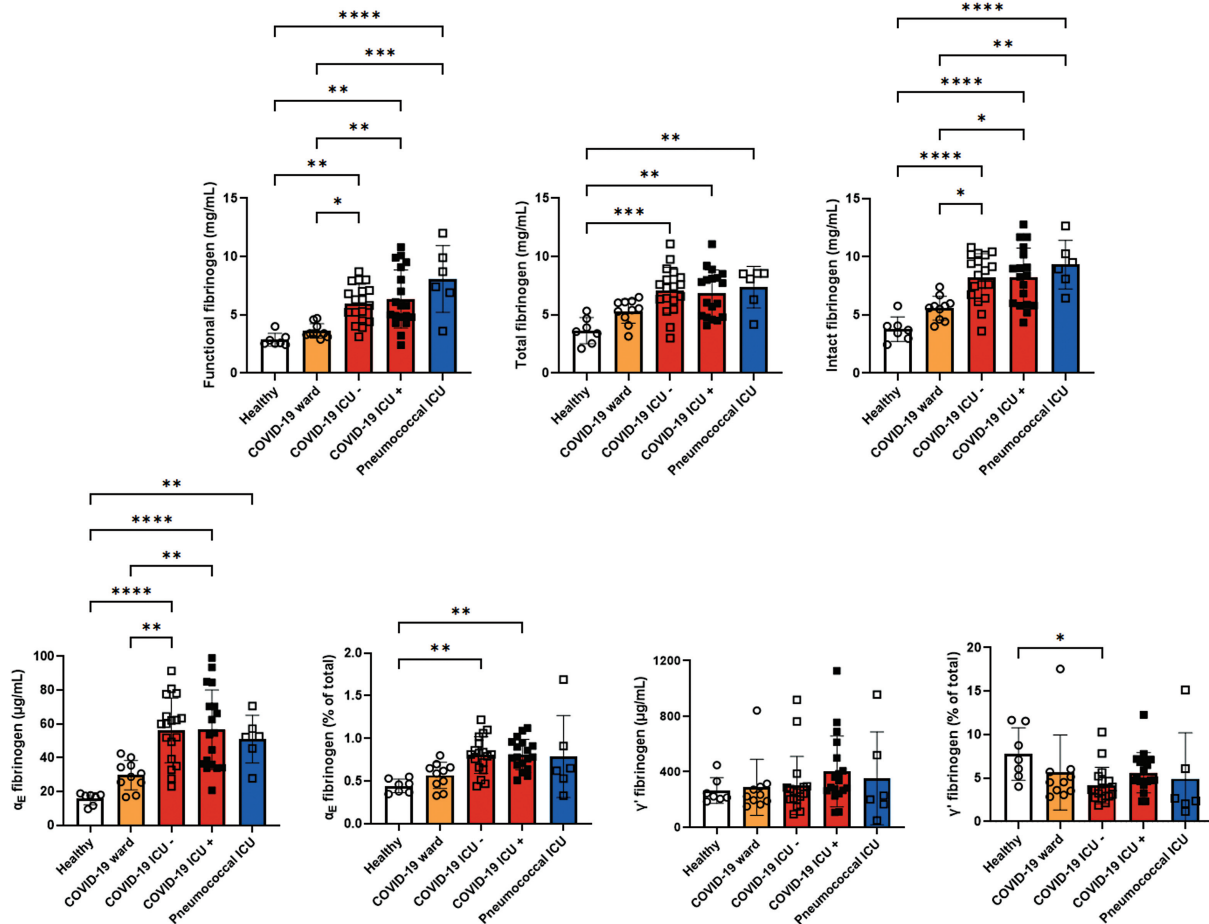 ****
***
**
**
**
*
Functional fibrinogen (mg/mL)
15
10
5
0
Healthy
COVID-19 ward
COVID-19 ICU -
COVID-19 ICU +
Pneumococcal ICU
**
**
***
Total fibrinogen (mg/mL)
15
10
5
0
Healthy
COVID-19 ward
COVID-19 ICU -
COVID-19 ICU +
Pneumococcal ICU
****
**
****
*
****
*
Intact fibrinogen (mg/mL)
15
10
5
0
Healthy
COVID-19 ward
COVID-19 ICU -
COVID-19 ICU +
Pneumococcal ICU
**
****
**
****
**
αE fibrinogen (µg/mL)
100
80
60
40
20
0
Healthy
COVID-19 ward
COVID-19 ICU -
COVID-19 ICU +
Pneumococcal ICU
**
**
αE fibrinogen (% of total)
2.0
1.5
1.0
0.5
0.0
Healthy
COVID-19 ward
COVID-19 ICU -
COVID-19 ICU +
Pneumococcal ICU
γ' fibrinogen (µg/mL)
1200
800
400
0
Healthy
COVID-19 ward
COVID-19 ICU -
COVID-19 ICU +
Pneumococcal ICU
*
γ' fibrinogen (% of total)
20
15
10
5
0
Healthy
COVID-19 ward
COVID-19 ICU -
COVID-19 ICU +
Pneumococcal ICU